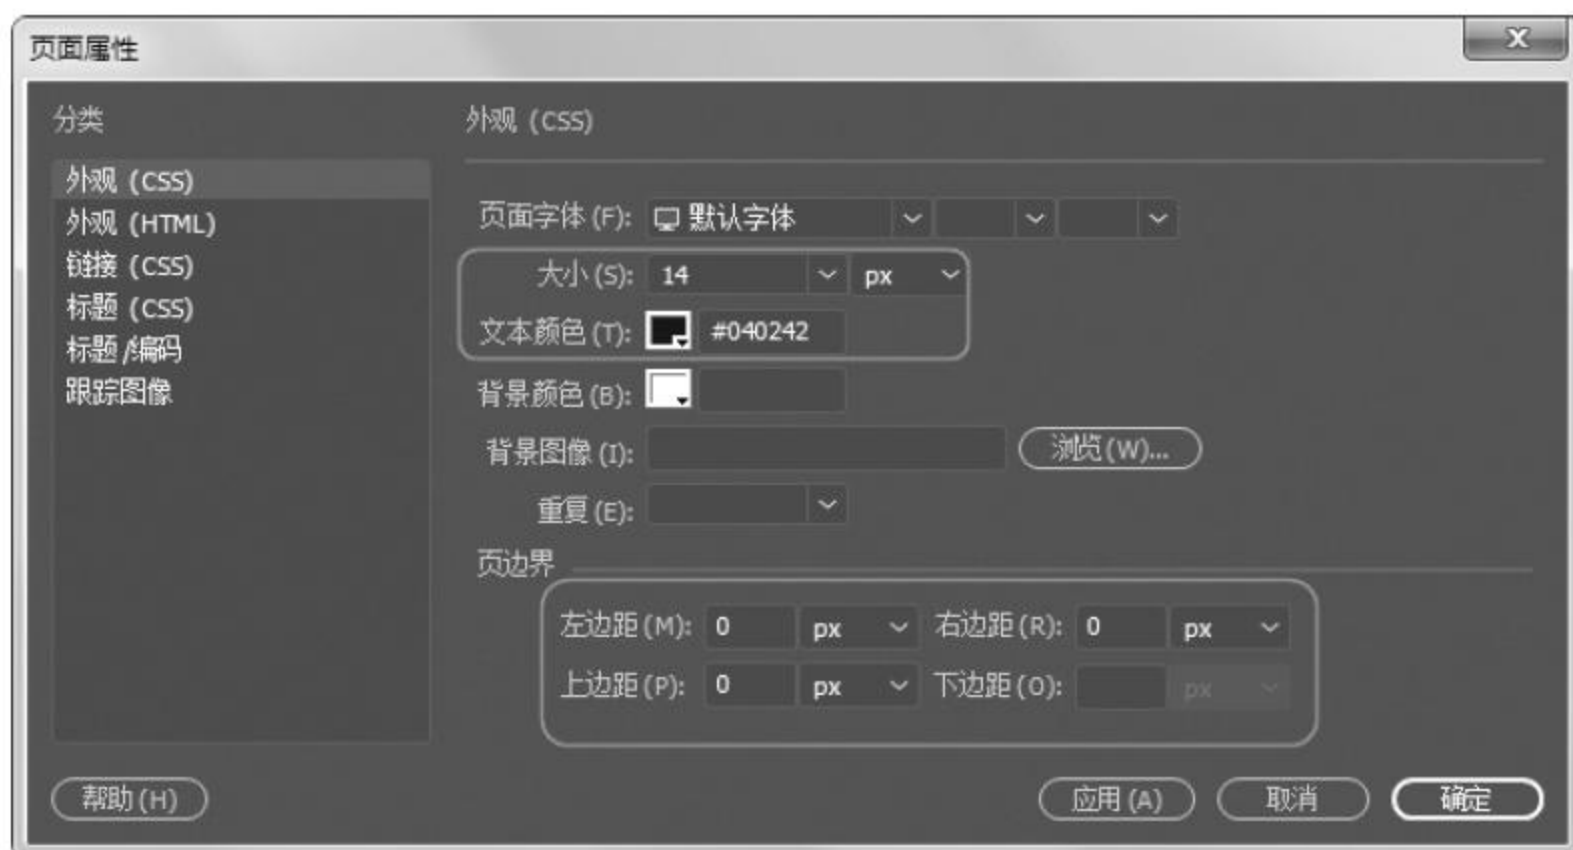 页面属性
分类
外观 (CSS)
外观 (HTML)
链接 (CSS)
标题 (CSS)
标题/编码
跟踪图像
外观 (CSS)
页面字体(F): 默认字体
大小(S): 14 px
文本颜色(T): #040242
背景颜色(B):
背景图像(I): 浏览(W)...
重复(E):
页边界
左边距(M): 0 px 右边距(R): 0 px
上边距(P): 0 px 下边距(O): px
帮助(H) 应用(A) 取消 确定